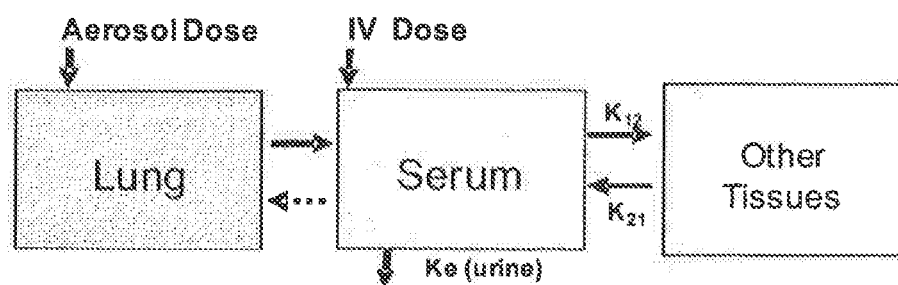 Aerosol Dose
IV Dose
Lung
Serum
Other
Tissues
K12
K21
Ke (urine)